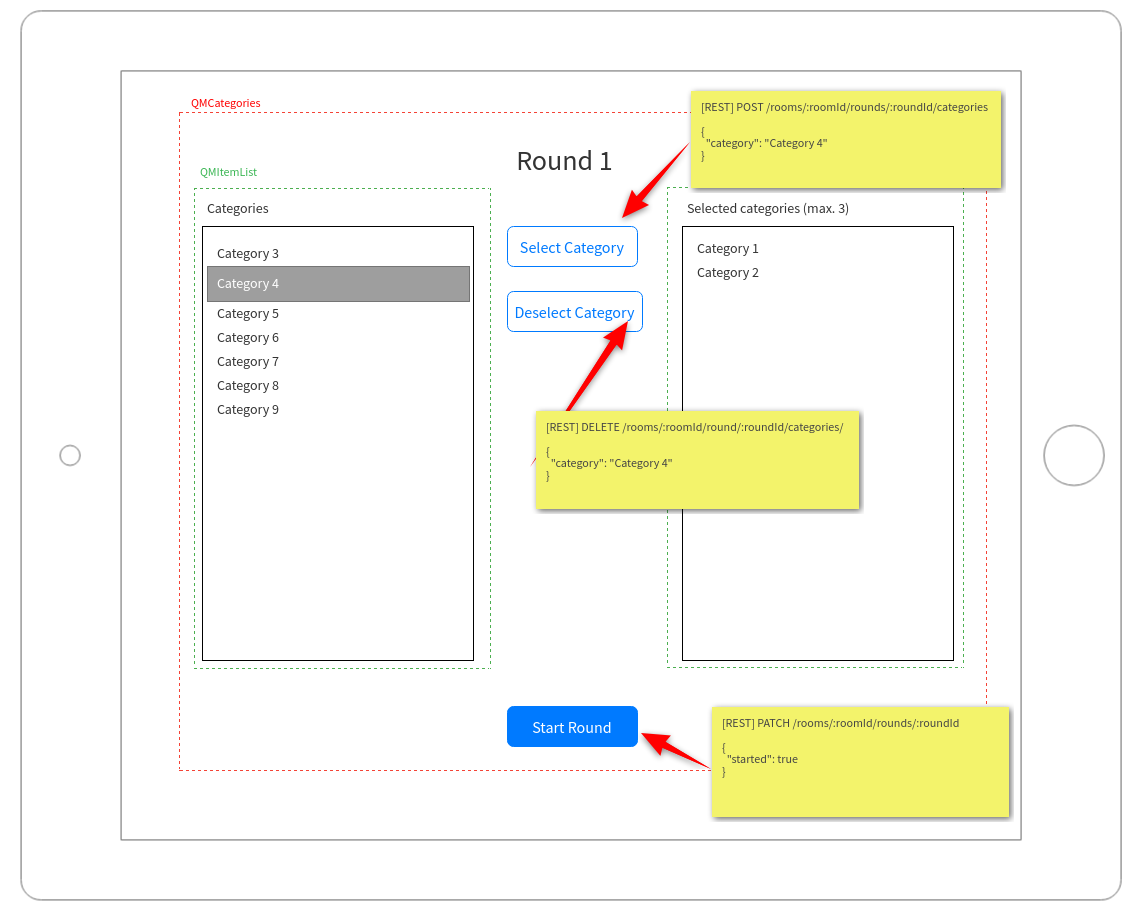 QMCategories
[REST] POST /rooms/:roomId/rounds/:roundId/categories
{
"category": "Category 4"
}
Round 1
QMItemList
Categories
Category 3
Category 4
Category 5
Category 6
Category 7
Category 8
Category 9
Select Category
Deselect Category
Selected categories (max. 3)
Category 1
Category 2
[REST] DELETE /rooms/:roomId/round/:roundId/categories/
{
"category": "Category 4"
}
Start Round
[REST] PATCH /rooms/:roomId/rounds/:roundId
{
"started": true
}